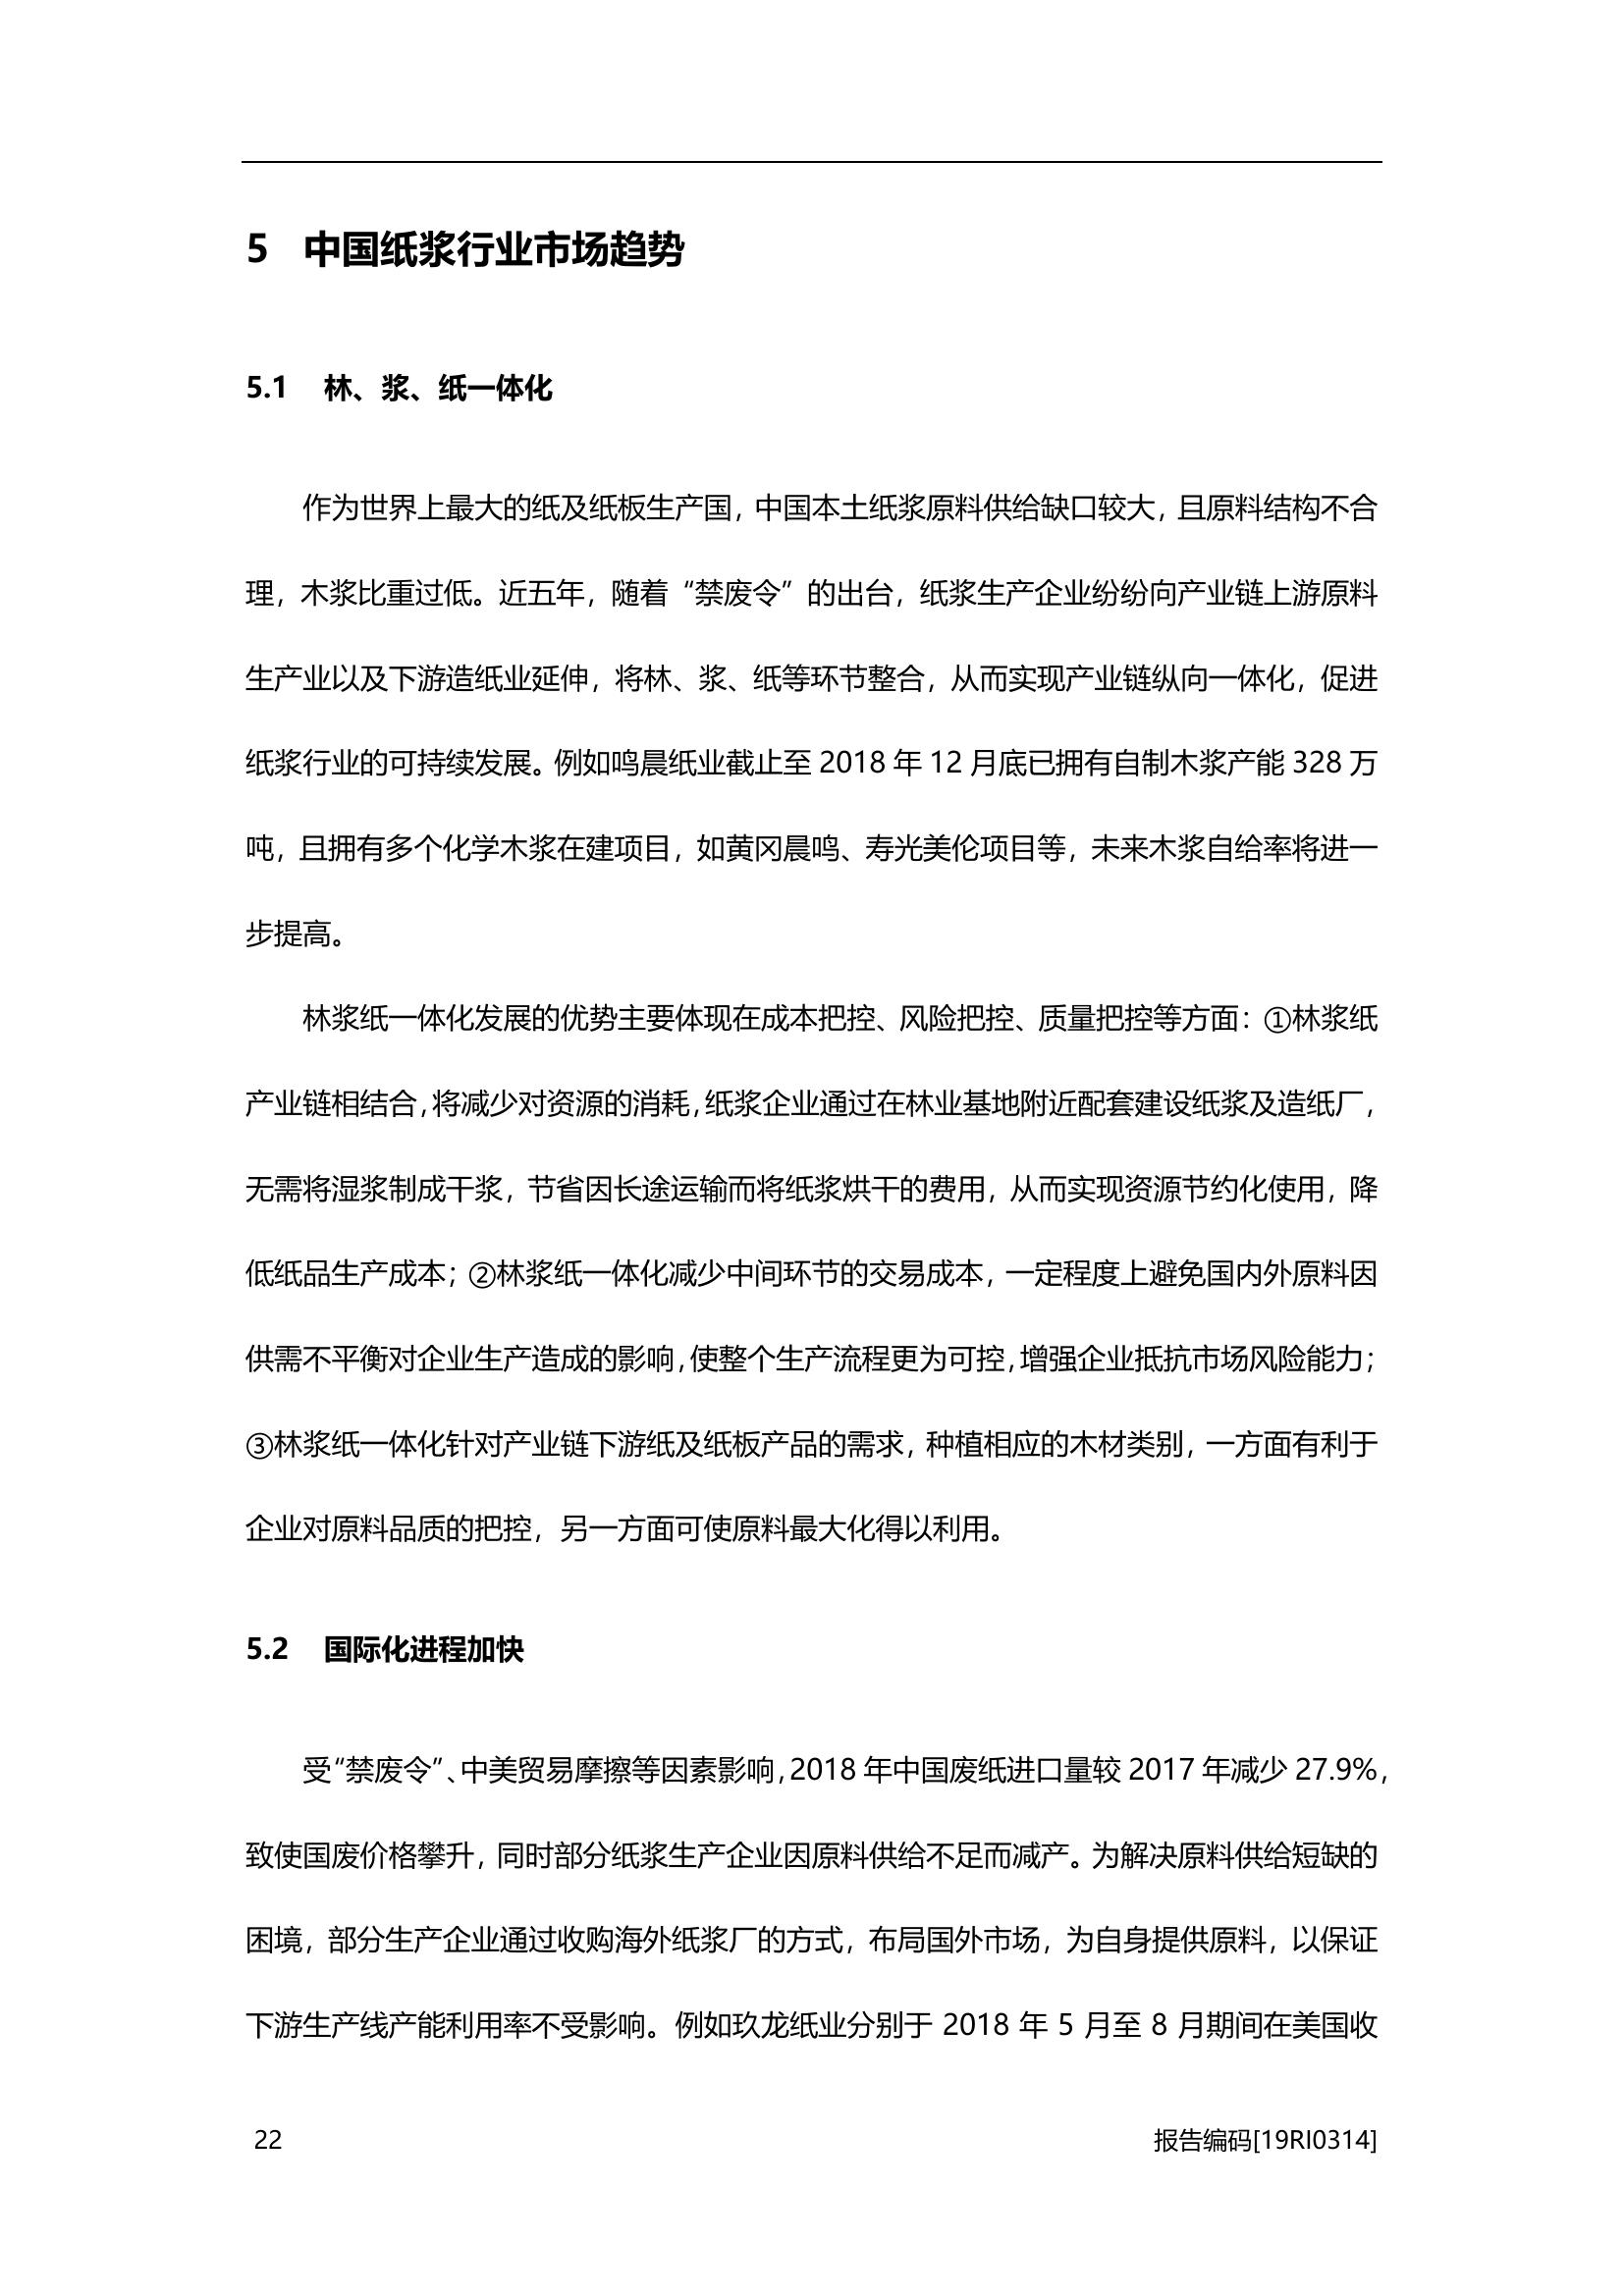 5 中国纸浆行业市场趋势
5.1 林、浆、纸一体化
作为世界上最大的纸及纸板生产国，中国本土纸浆原料供给缺口较大，且原料结构不合
理，木浆比重过低。近五年，随着“禁废令”的出台，纸浆生产企业纷纷向产业链上游原料
生产业以及下游造纸业延伸，将林、浆、纸等环节整合，从而实现产业链纵向一体化，促进
纸浆行业的可持续发展。例如鸣晨纸业截止至 2018 年 12 月底已拥有自制木浆产能 328 万
吨，且拥有多个化学木浆在建项目，如黄冈晨鸣、寿光美伦项目等，未来木浆自给率将进一
步提高。
林浆纸一体化发展的优势主要体现在成本把控、风险把控、质量把控等方面：①林浆纸
产业链相结合，将减少对资源的消耗，纸浆企业通过在林业基地附近配套建设纸浆及造纸厂，
无需将湿浆制成干浆，节省因长途运输而将纸浆烘干的费用，从而实现资源节约化使用，降
低纸品生产成本；②林浆纸一体化减少中间环节的交易成本，一定程度上避免国内外原料因
供需不平衡对企业生产造成的影响，使整个生产流程更为可控，增强企业抵抗市场风险能力；
③林浆纸一体化针对产业链下游纸及纸板产品的需求，种植相应的木材类别，一方面有利于
企业对原料品质的把控，另一方面可使原料最大化得以利用。
5.2 国际化进程加快
受“禁废令”、中美贸易摩擦等因素影响，2018 年中国废纸进口量较 2017 年减少 27.9%，
致使国废价格攀升，同时部分纸浆生产企业因原料供给不足而减产。为解决原料供给短缺的
困境，部分生产企业通过收购海外纸浆厂的方式，布局国外市场，为自身提供原料，以保证
下游生产线产能利用率不受影响。例如玖龙纸业分别于 2018 年 5 月至 8 月期间在美国收
22 报告编码[19RI0314]